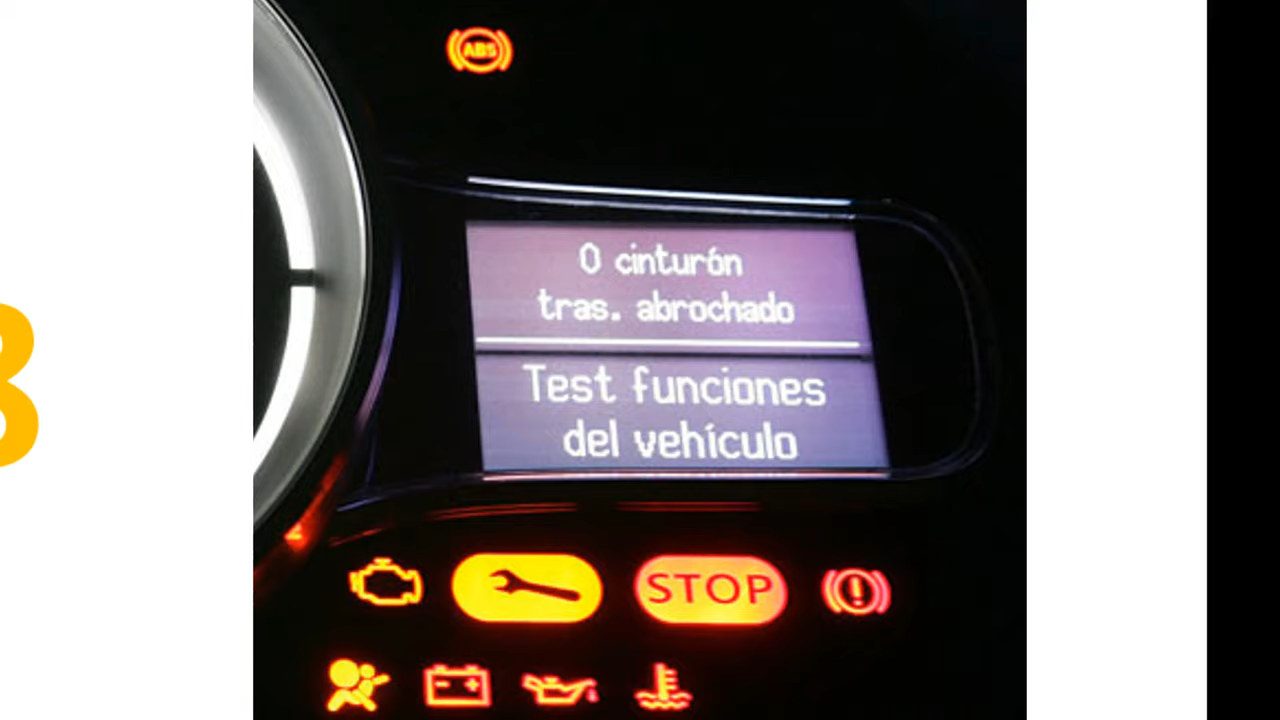 ABS
0 cinturón
tras. abrochado
Test funciones
del vehículo
STOP